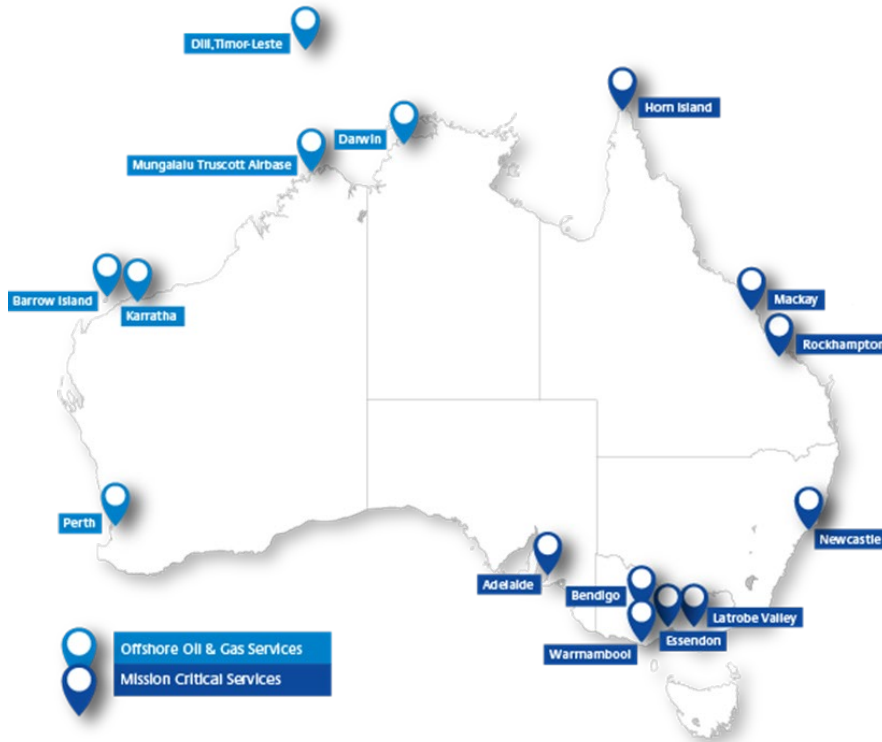 Dili,Timor-Leste
Horn Island
Darwin
Mungalalu Truscott Airbase
Barrow Island
Karratha
Mackay
Rockhampton
Perth
Newcastle
Adelaide
Bendigo
Latrobe Valley
Essendon
Warrnambool
Offshore Oil & Gas Services
Mission Critical Services